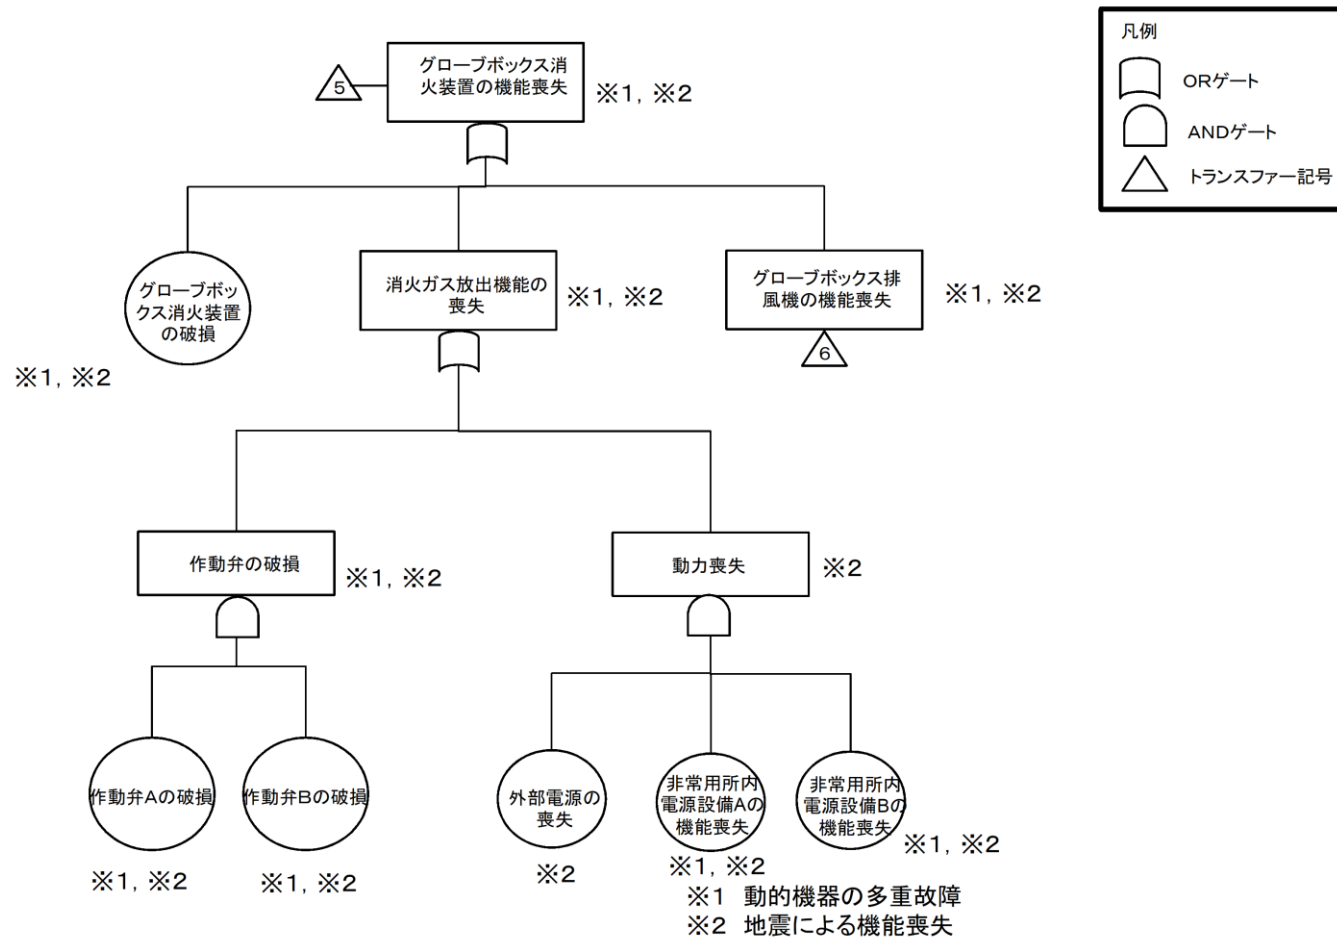 グローブボックス消
火装置の機能喪失
5
※1, ※2
凡例
ORゲート
ANDゲート
トランスファー記号
グローブボッ
クス消火装置
の破損
※1, ※2
消火ガス放出機能の
喪失
※1, ※2
グローブボックス排
風機の機能喪失
※1, ※2
6
作動弁の破損
※1, ※2
動力喪失
※2
作動弁Aの破損
※1, ※2
作動弁Bの破損
※1, ※2
外部電源の
喪失
※2
非常用所内
電源設備Aの
機能喪失
※1, ※2
非常用所内
電源設備Bの
機能喪失
※1, ※2
※1 動的機器の多重故障
※2 地震による機能喪失